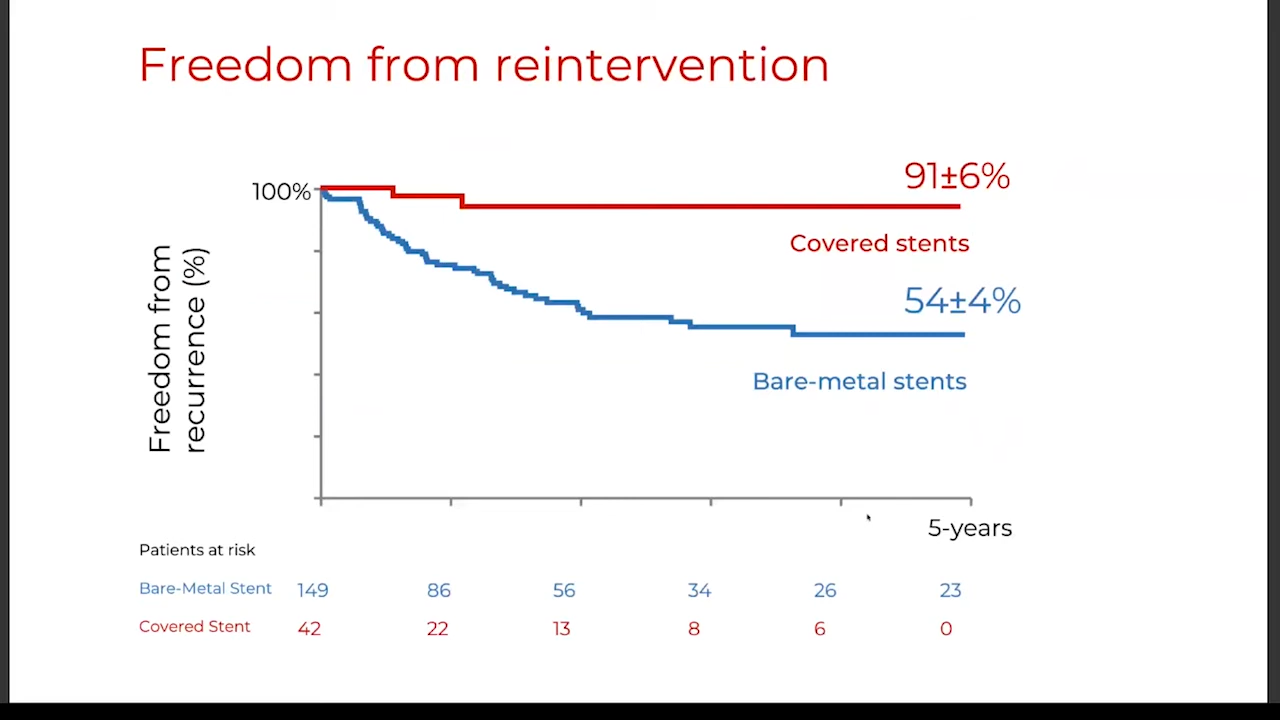 Freedom from reintervention
91±6%
100%
Covered stents
54±4%
Freedom from
recurrence (%)
Bare-metal stents
5-years
Patients at risk
Bare-Metal Stent 149 86 56 34 26 23
Covered Stent 42 22 13 8 6 0